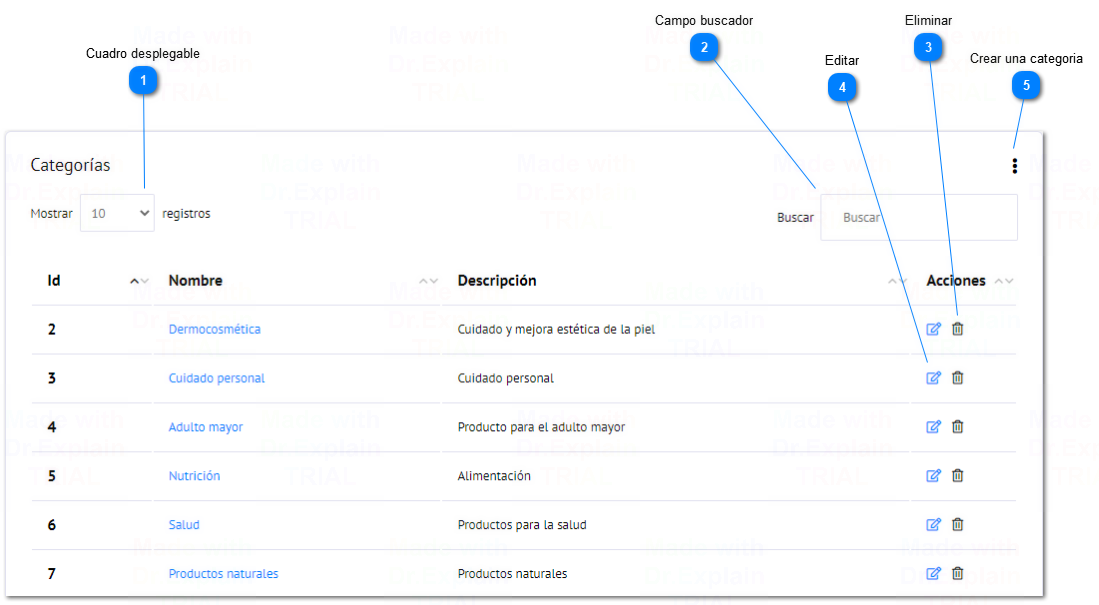 Campo buscador
2
Eliminar
3
Cuadro desplegable
1
Editar
4
Crear una categoria
5
Categorías
Mostrar 10 registros
Buscar Buscar
Id Nombre Descripción Acciones
2 Dermocosmética Cuidado y mejora estética de la piel
3 Cuidado personal Cuidado personal
4 Adulto mayor Producto para el adulto mayor
5 Nutrición Alimentación
6 Salud Productos para la salud
7 Productos naturales Productos naturales
Made with
Dr.Explain
TRIAL